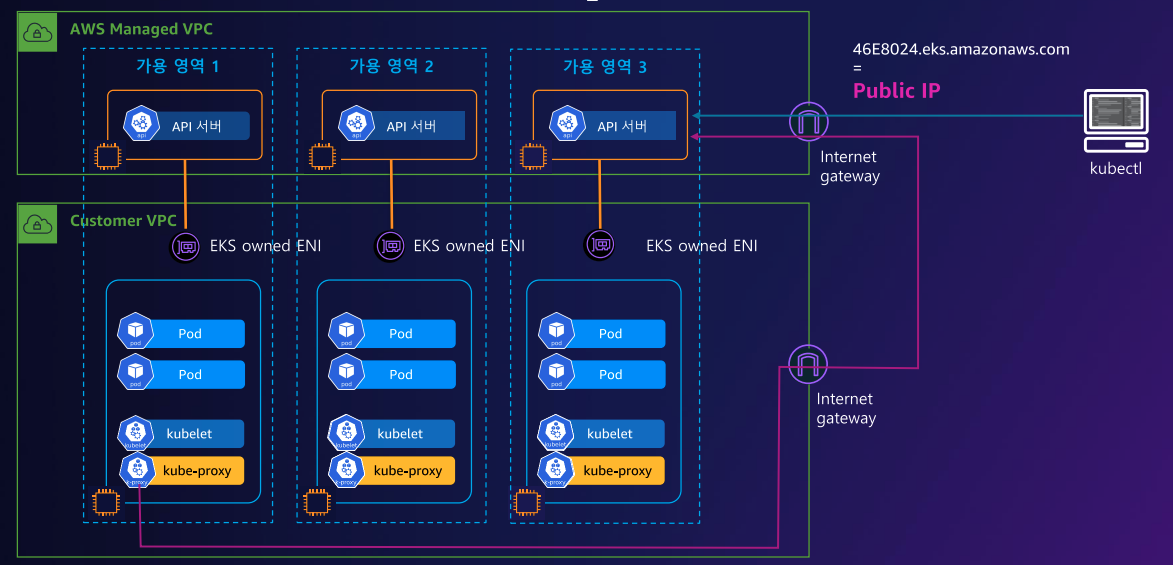 AWS Managed VPC
가용 영역 1
가용 영역 2
가용 영역 3
46E8024.eks.amazonaws.com
=
Public IP
api
API 서버
api
API 서버
api
API 서버
Internet
gateway
kubectl
Customer VPC
EKS owned ENI
EKS owned ENI
EKS owned ENI
pod
Pod
pod
Pod
pod
Pod
pod
Pod
pod
Pod
pod
Pod
Internet
gateway
kubelet
kubelet
kubelet
kubelet
kubelet
kubelet
k-proxy
kube-proxy
k-proxy
kube-proxy
k-proxy
kube-proxy